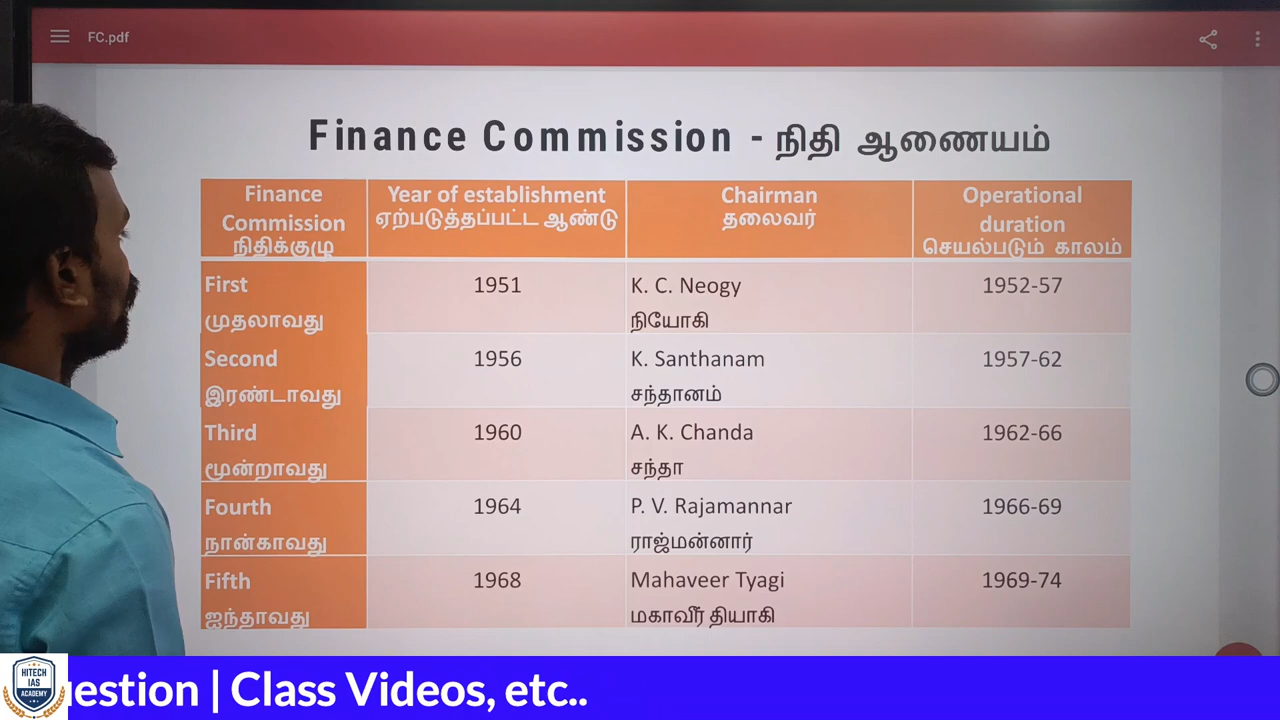 FC.pdf
Finance Commission - நிதி ஆணையம்
Finance
Commission
நிதிக்குழு
Year of establishment
ஏற்படுத்தப்பட்ட ஆண்டு
Chairman
தலைவர்
Operational
duration
செயல்படும் காலம்
First
முதலாவது
1951
K. C. Neogy
நியோகி
1952-57
Second
இரண்டாவது
1956
K. Santhanam
சந்தானம்
1957-62
Third
மூன்றாவது
1960
A. K. Chanda
சந்தா
1962-66
Fourth
நான்காவது
1964
P. V. Rajamannar
ராஜ்மன்னார்
1966-69
Fifth
ஐந்தாவது
1968
Mahaveer Tyagi
மகாவீர் தியாகி
1969-74
HITECH
IAS
ACADEMY
uestion | Class Videos, etc..